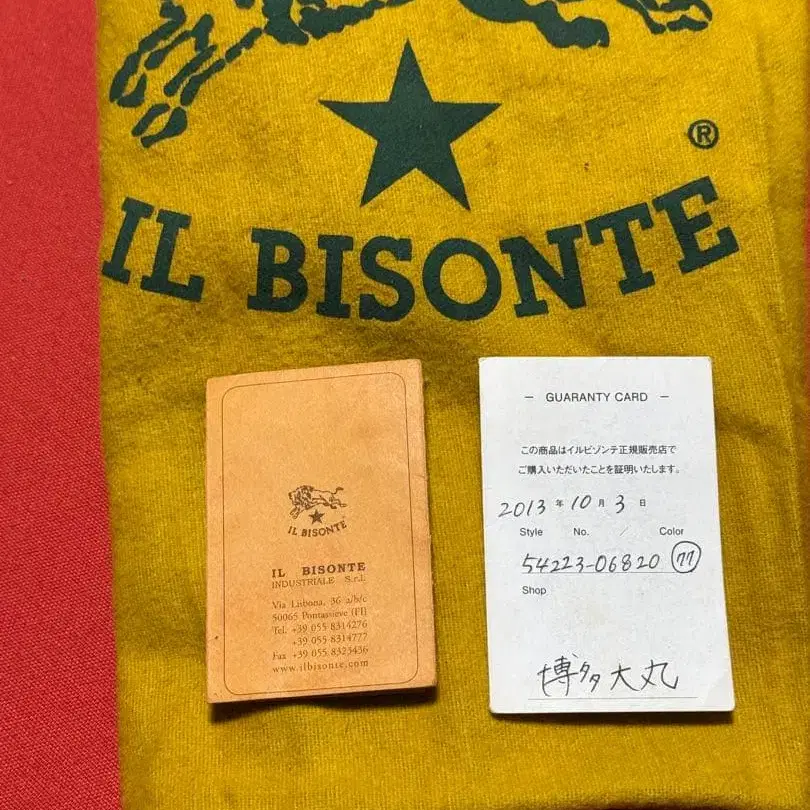 ®
IL BISONTE
IL BISONTE
IL BISONTE
INDUSTRIALE S.r.l.
Via Lisbona, 36 a/b/c
50065 Pontassieve (FI)
Tel. +39 055 8314276
+39 055 8314777
Fax +39 055 8323436
www.ilbisonte.com
- GUARANTY CARD -
この商品はイルビゾンテ正規販売店で
ご購入いただいたことを証明いたします。
2013 年 10 月 3 日
Style No. / Color
54223-06820 77
Shop
博多大丸